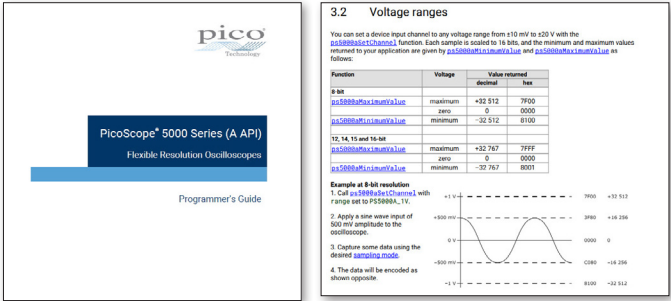 pico
Technology
PicoScope® 5000 Series (A API)
Flexible Resolution Oscilloscopes
Programmer's Guide
3.2 Voltage ranges
You can set a device input channel to any voltage range from ±10 mV to ±20 V with the
ps5000aSetChannel function. Each sample is scaled to 16 bits, and the minimum and maximum values
returned to your application are given by ps5000aMinimumValue and ps5000aMaximumValue as
follows:
Function Voltage Value returned
decimal hex
8-bit
ps5000aMaximumValue maximum +32 512 7F00
zero 0 0000
ps5000aMinimumValue minimum −32 512 8100
12, 14, 15 and 16-bit
ps5000aMaximumValue maximum +32 767 7FFF
zero 0 0000
ps5000aMinimumValue minimum −32 767 8001
Example at 8-bit resolution
1. Call ps5000aSetChannel with
range set to PS5000A_1V.
2. Apply a sine wave input of
500 mV amplitude to the
oscilloscope.
3. Capture some data using the
desired sampling mode.
4. The data will be encoded as
shown opposite.
+1 V 7F00 +32 512
+500 mV 3F80 +16 256
0 V 0000 0
−500 mV C080 −16 256
−1 V 8100 −32 512